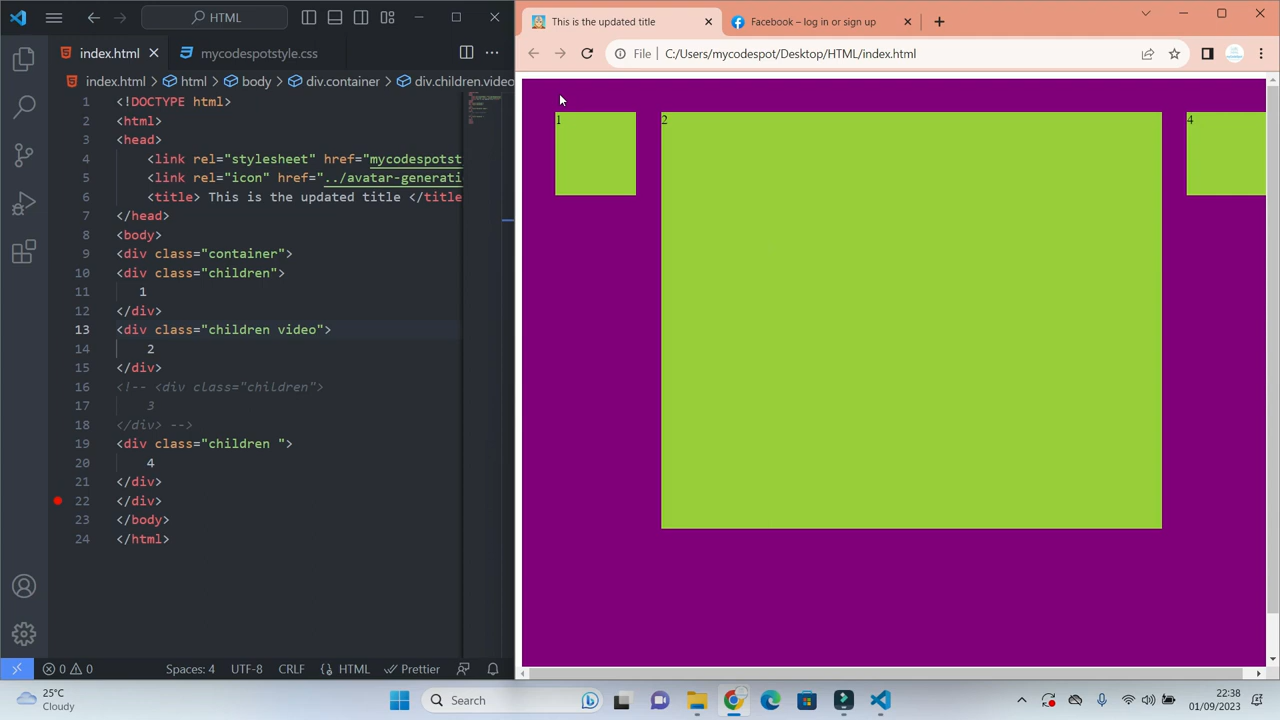 HTML
index.html
mycodespotstyle.css
index.html > html > body > div.container > div.children.video
1 <!DOCTYPE html>
2 <html>
3 <head>
4 <link rel="stylesheet" href="mycodespotst
5 <link rel="icon" href="../avatar-generati
6 <title> This is the updated title </title
7 </head>
8 <body>
9 <div class="container">
10 <div class="children">
11 1
12 </div>
13 <div class="children video">
14 2
15 </div>
16 <!-- <div class="children">
17 3
18 </div> -->
19 <div class="children ">
20 4
21 </div>
22 </div>
23 </body>
24 </html>
0 0 Spaces: 4 UTF-8 CRLF HTML Prettier
This is the updated title
Facebook – log in or sign up
File C:/Users/mycodespot/Desktop/HTML/index.html
1
2
4
25°C
Cloudy
Search
22:38
01/09/2023